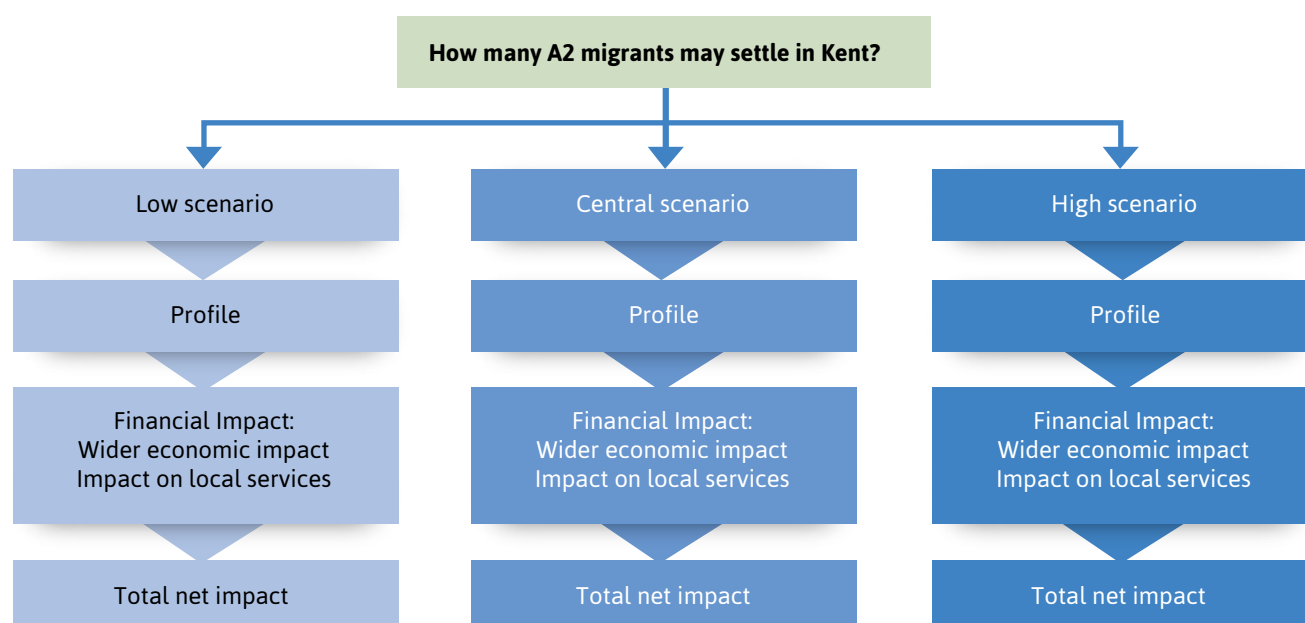 How many A2 migrants may settle in Kent?
Low scenario
Central scenario
High scenario
Profile
Profile
Profile
Financial Impact:
Wider economic impact
Impact on local services
Financial Impact:
Wider economic impact
Impact on local services
Financial Impact:
Wider economic impact
Impact on local services
Total net impact
Total net impact
Total net impact